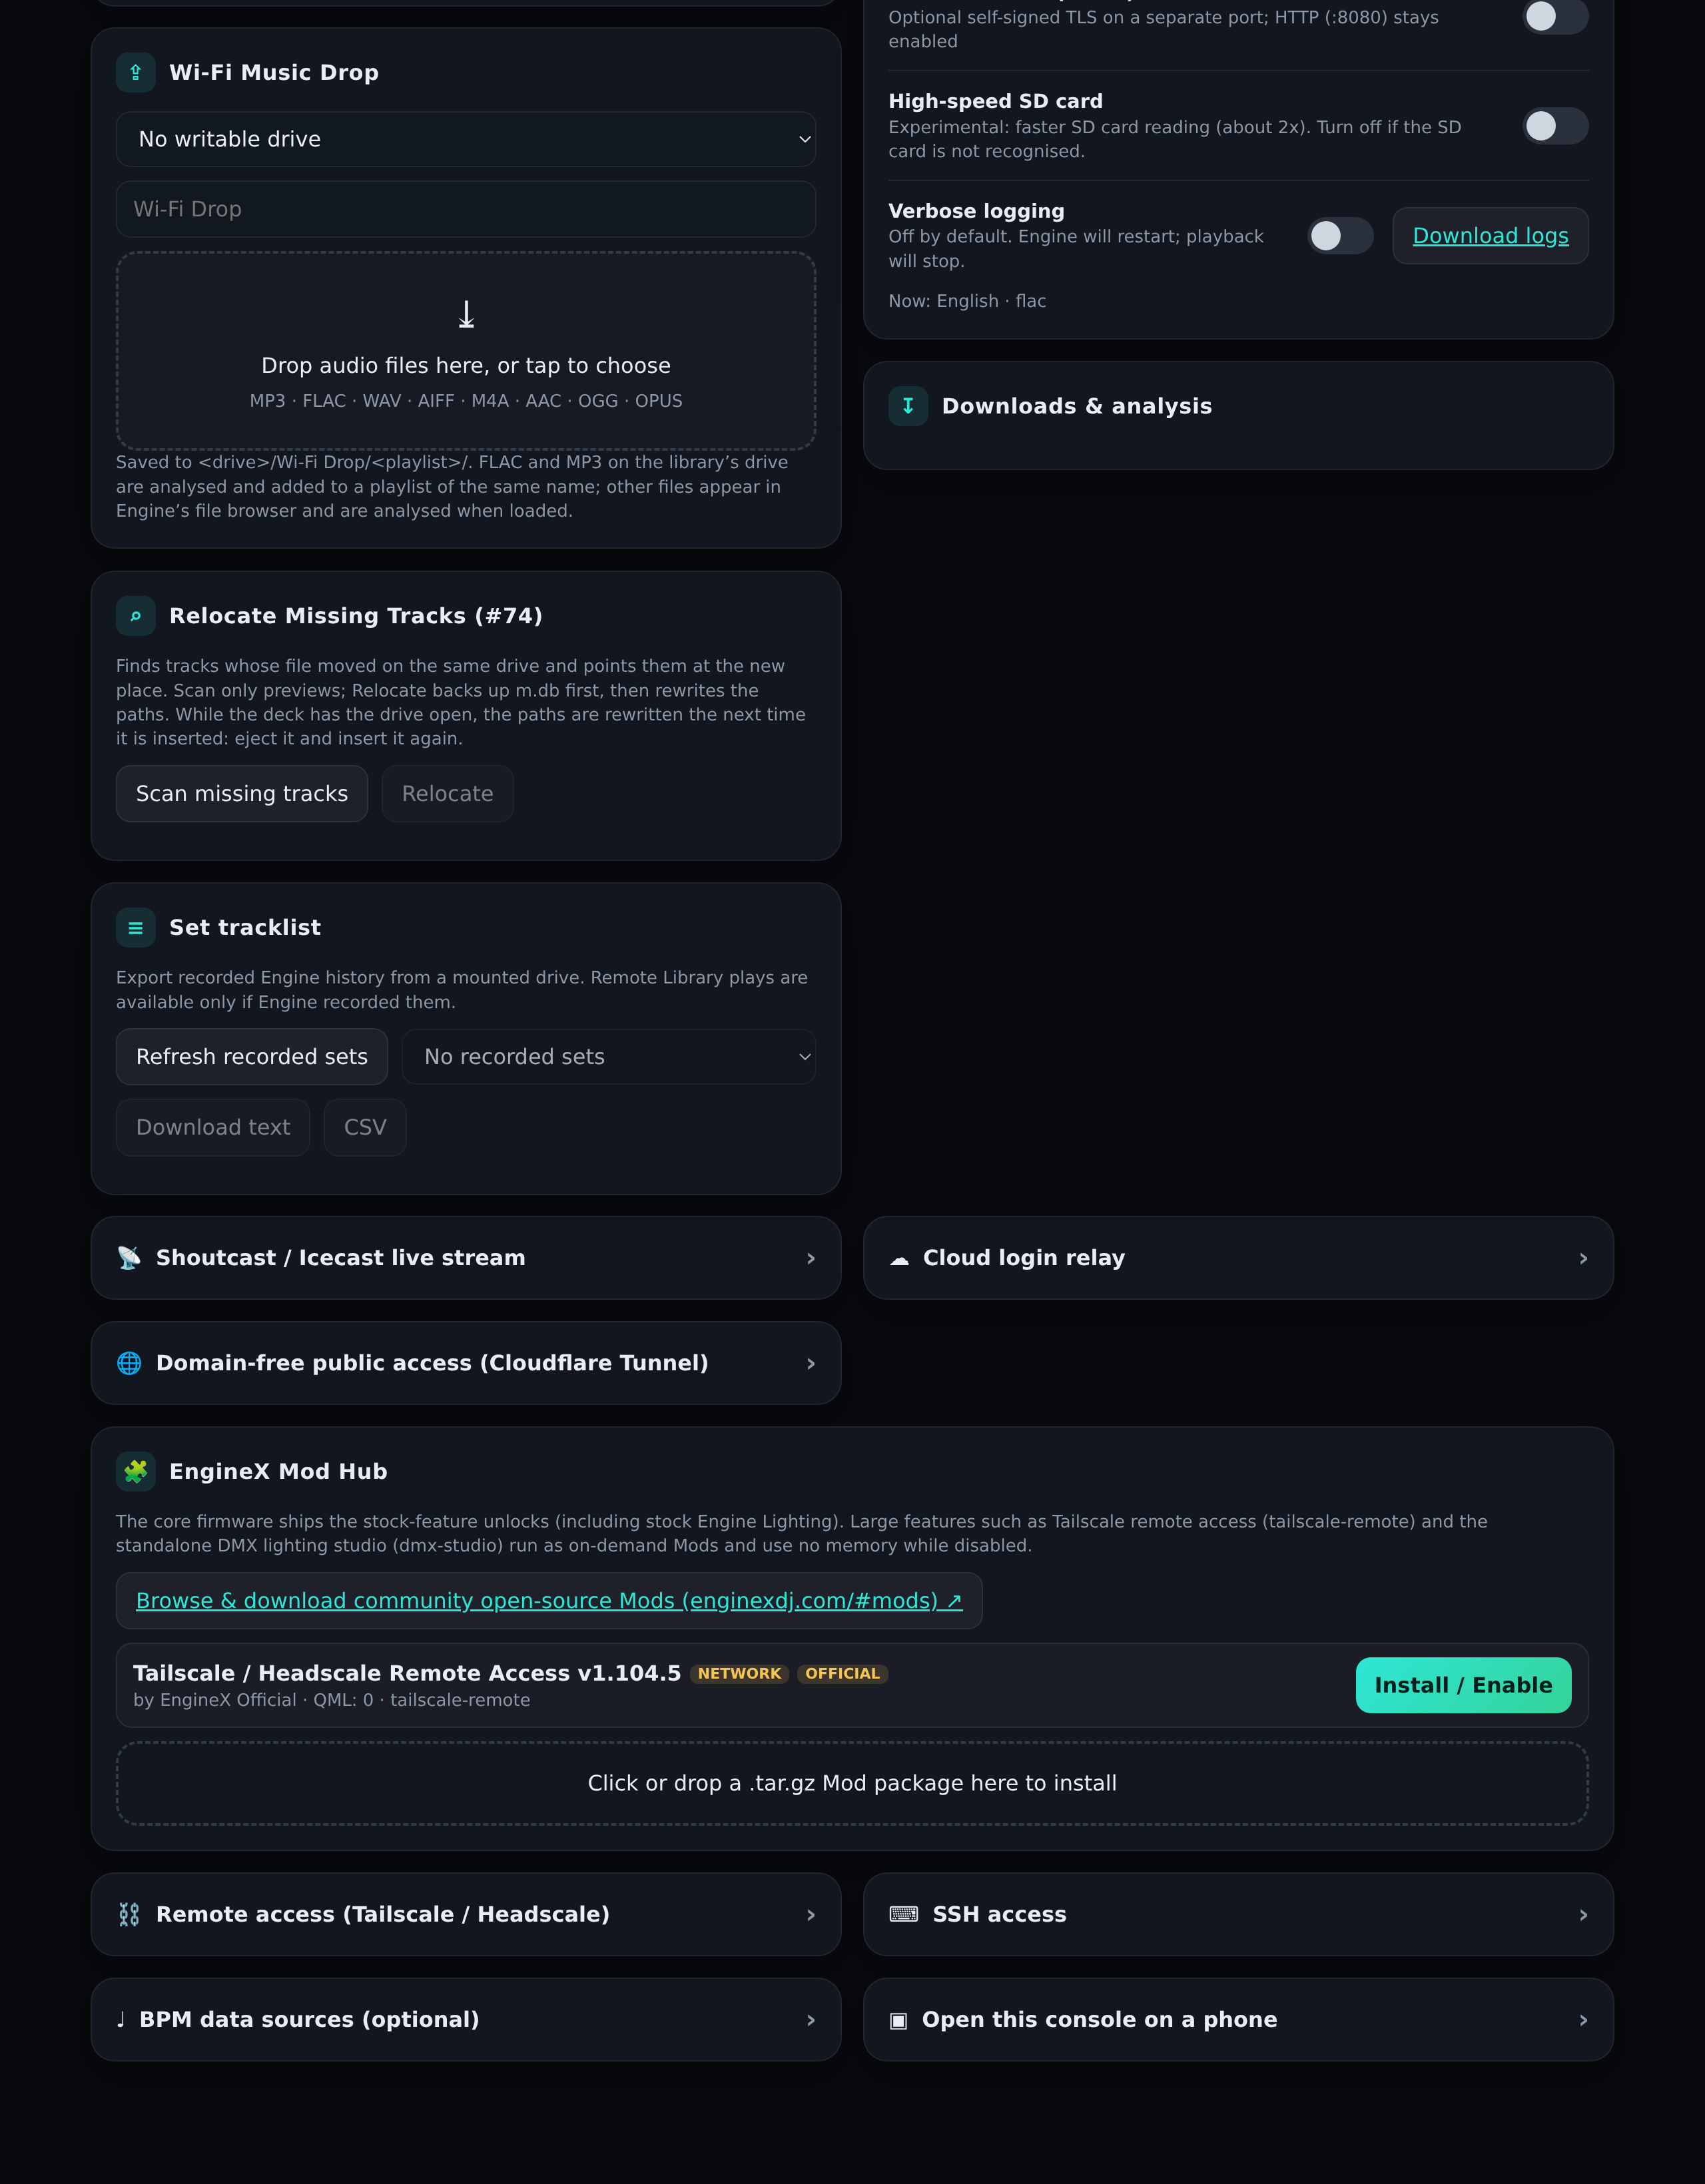 Wi-Fi Music Drop
No writable drive
Wi-Fi Drop
Drop audio files here, or tap to choose
MP3 · FLAC · WAV · AIFF · M4A · AAC · OGG · OPUS
Saved to <drive>/Wi-Fi Drop/<playlist>/. FLAC and MP3 on the library’s drive
are analysed and added to a playlist of the same name; other files appear in
Engine’s file browser and are analysed when loaded.
Relocate Missing Tracks (#74)
Finds tracks whose file moved on the same drive and points them at the new
place. Scan only previews; Relocate backs up m.db first, then rewrites the
paths. While the deck has the drive open, the paths are rewritten the next time
it is inserted: eject it and insert it again.
Scan missing tracks
Relocate
Set tracklist
Export recorded Engine history from a mounted drive. Remote Library plays are
available only if Engine recorded them.
Refresh recorded sets
No recorded sets
Download text
CSV
Optional self-signed TLS on a separate port; HTTP (:8080) stays
enabled
High-speed SD card
Experimental: faster SD card reading (about 2x). Turn off if the SD
card is not recognised.
Verbose logging
Off by default. Engine will restart; playback
will stop.
Download logs
Now: English · flac
Downloads & analysis
Shoutcast / Icecast live stream
Cloud login relay
Domain-free public access (Cloudflare Tunnel)
EngineX Mod Hub
The core firmware ships the stock-feature unlocks (including stock Engine Lighting). Large features such as Tailscale remote access (tailscale-remote) and the
standalone DMX lighting studio (dmx-studio) run as on-demand Mods and use no memory while disabled.
Browse & download community open-source Mods (enginexdj.com/#mods) ↗
Tailscale / Headscale Remote Access v1.104.5 NETWORK OFFICIAL
by EngineX Official · QML: 0 · tailscale-remote
Install / Enable
Click or drop a .tar.gz Mod package here to install
Remote access (Tailscale / Headscale)
SSH access
BPM data sources (optional)
Open this console on a phone